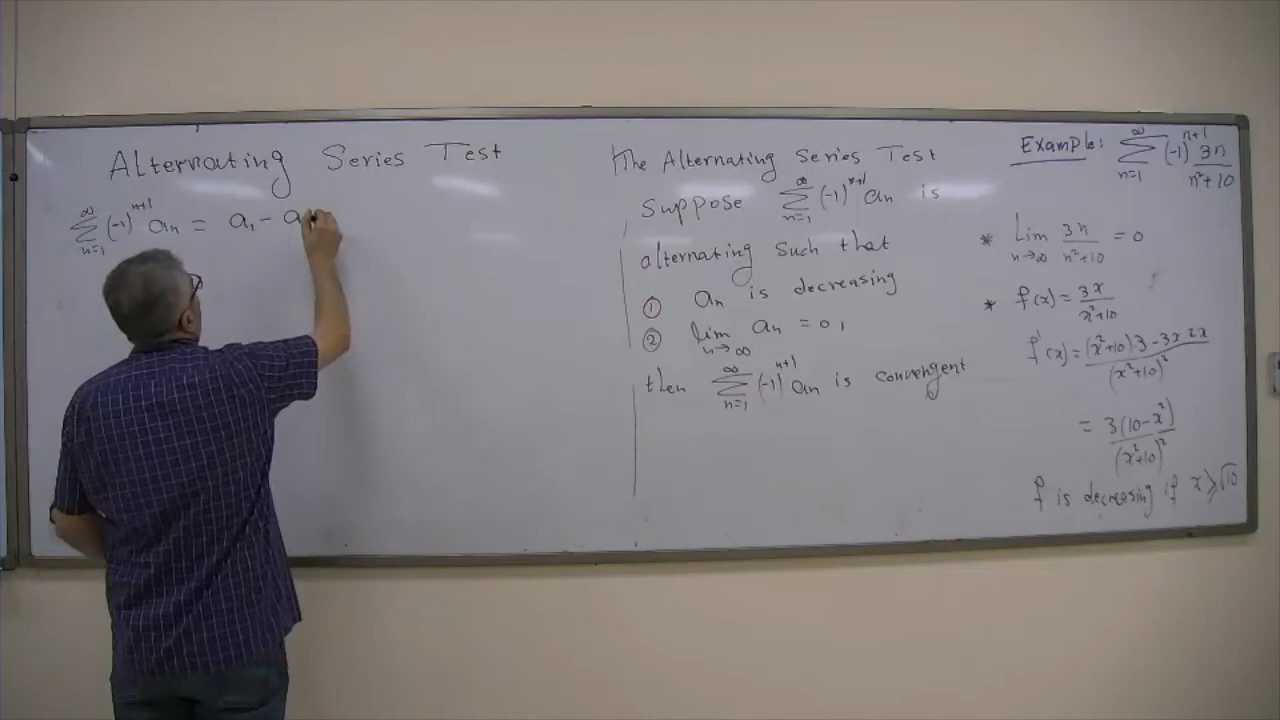 Alternating Series Test
∞∑n=1 (-1)^n+1 an = a1 - a
The Alternating Series Test
Suppose ∞∑n=1 (-1)^n+1 an is
alternating such that
① an is decreasing
② lim n→∞ an = 0,
then ∞∑n=1 (-1)^n+1 an is convergent
Example: ∞∑n=1 (-1)^n+1 3n/n²+10
* Lim n→∞ 3n/n²+10 = 0
* f(x) = 3x/x²+10
f'(x) = (x²+10)·3 - 3x·2x/(x²+10)²
= 3(10-x²)/(x²+10)²
f is decreasing if x ≥ √10